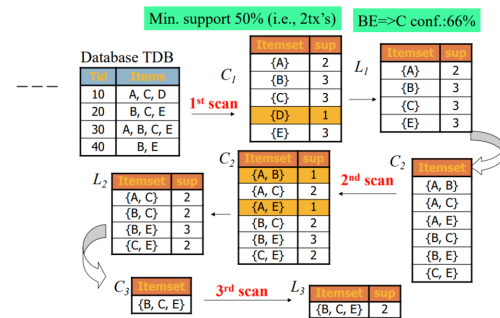 Min. support 50% (i.e., 2tx's)
BE=>C conf.:66%
Database TDB
Tid Items
10 A, C, D
20 B, C, E
30 A, B, C, E
40 B, E
1st scan
C1
Itemset sup
{A} 2
{B} 3
{C} 3
{D} 1
{E} 3
L1
Itemset sup
{A} 2
{B} 3
{C} 3
{E} 3
C2
Itemset
{A, B}
{A, C}
{A, E}
{B, C}
{B, E}
{C, E}
2nd scan
C2
Itemset sup
{A, B} 1
{A, C} 2
{A, E} 1
{B, C} 2
{B, E} 3
{C, E} 2
L2
Itemset sup
{A, C} 2
{B, C} 2
{B, E} 3
{C, E} 2
C3
Itemset
{B, C, E}
3rd scan
L3
Itemset sup
{B, C, E} 2